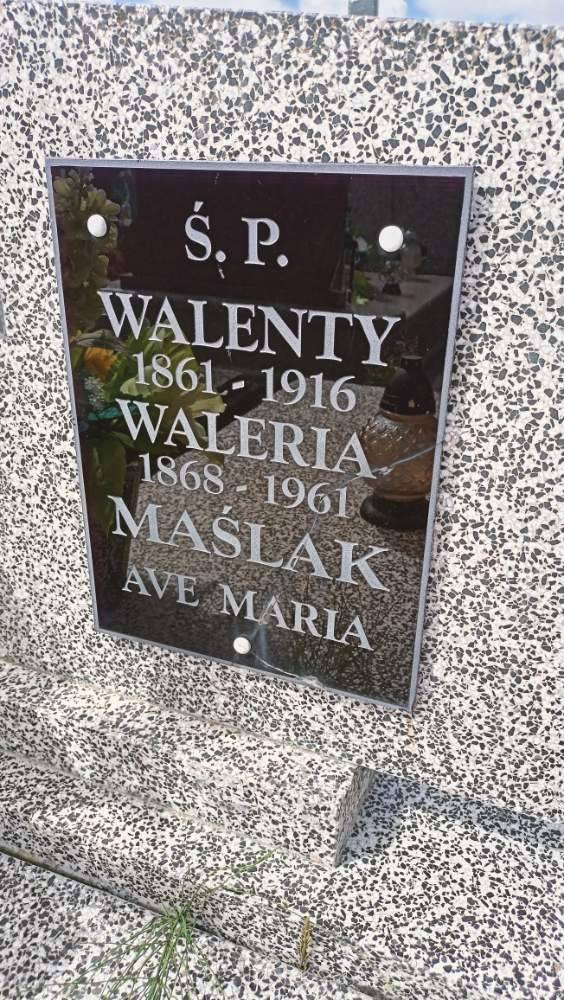 Ś. P.
WALENTY
1861 - 1916
WALERIA
1868 - 1961
MAŚLAK
AVE MARIA